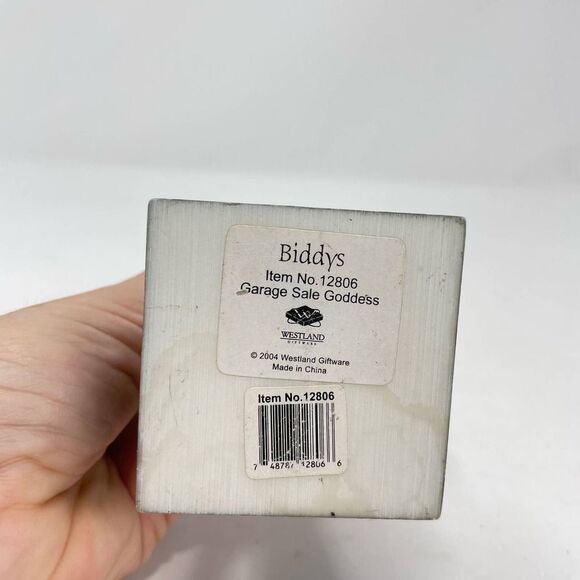 Biddys
Item No.12806
Garage Sale Goddess
WESTLAND
GIFTWARE
© 2004 Westland Giftware
Made in China
Item No.12806
7 48787 12806 6